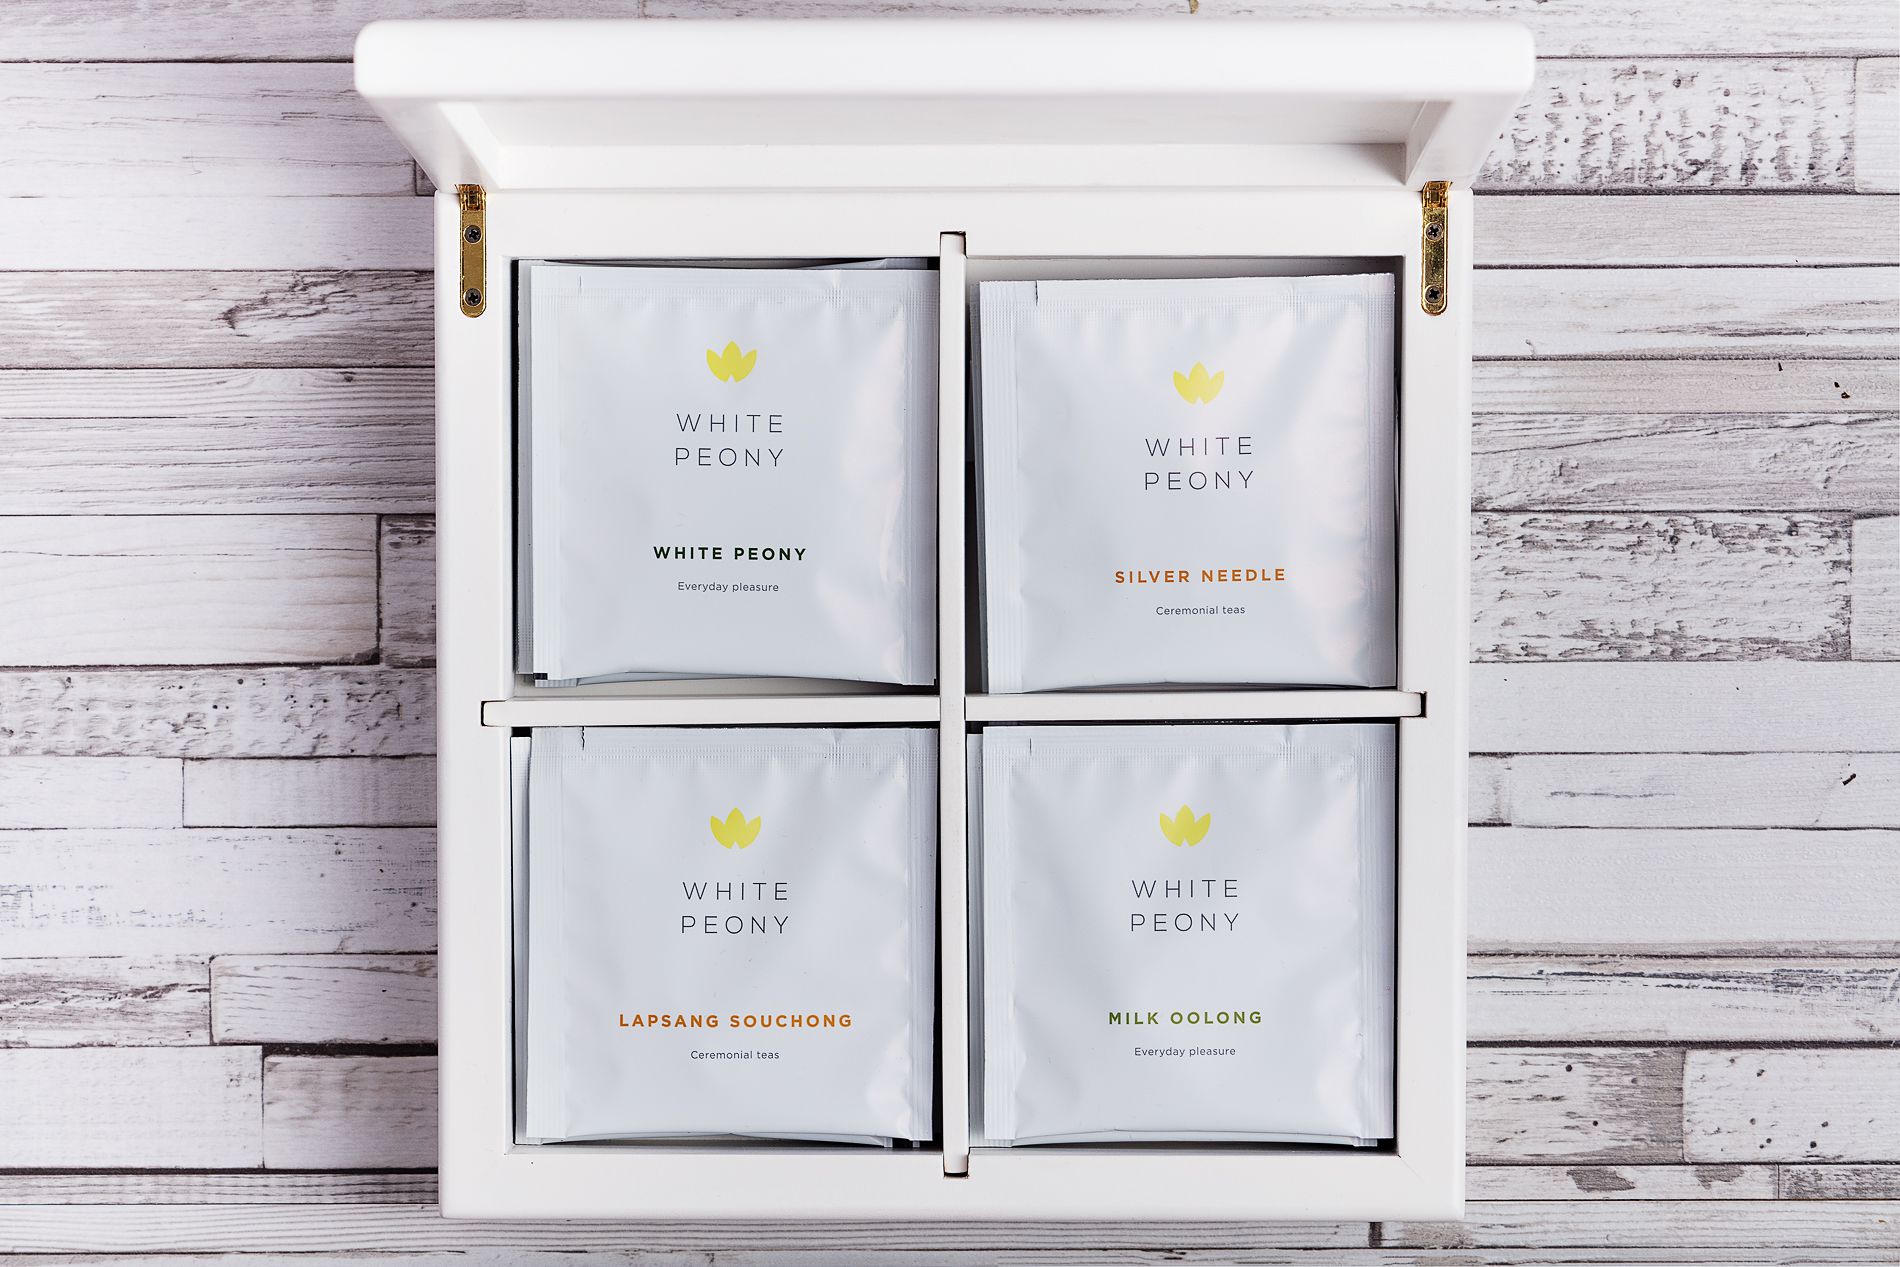 WHITE
PEONY
WHITE PEONY
Everyday pleasure
WHITE
PEONY
SILVER NEEDLE
Ceremonial teas
WHITE
PEONY
LAPSANG SOUCHONG
Ceremonial teas
WHITE
PEONY
MILK OOLONG
Everyday pleasure